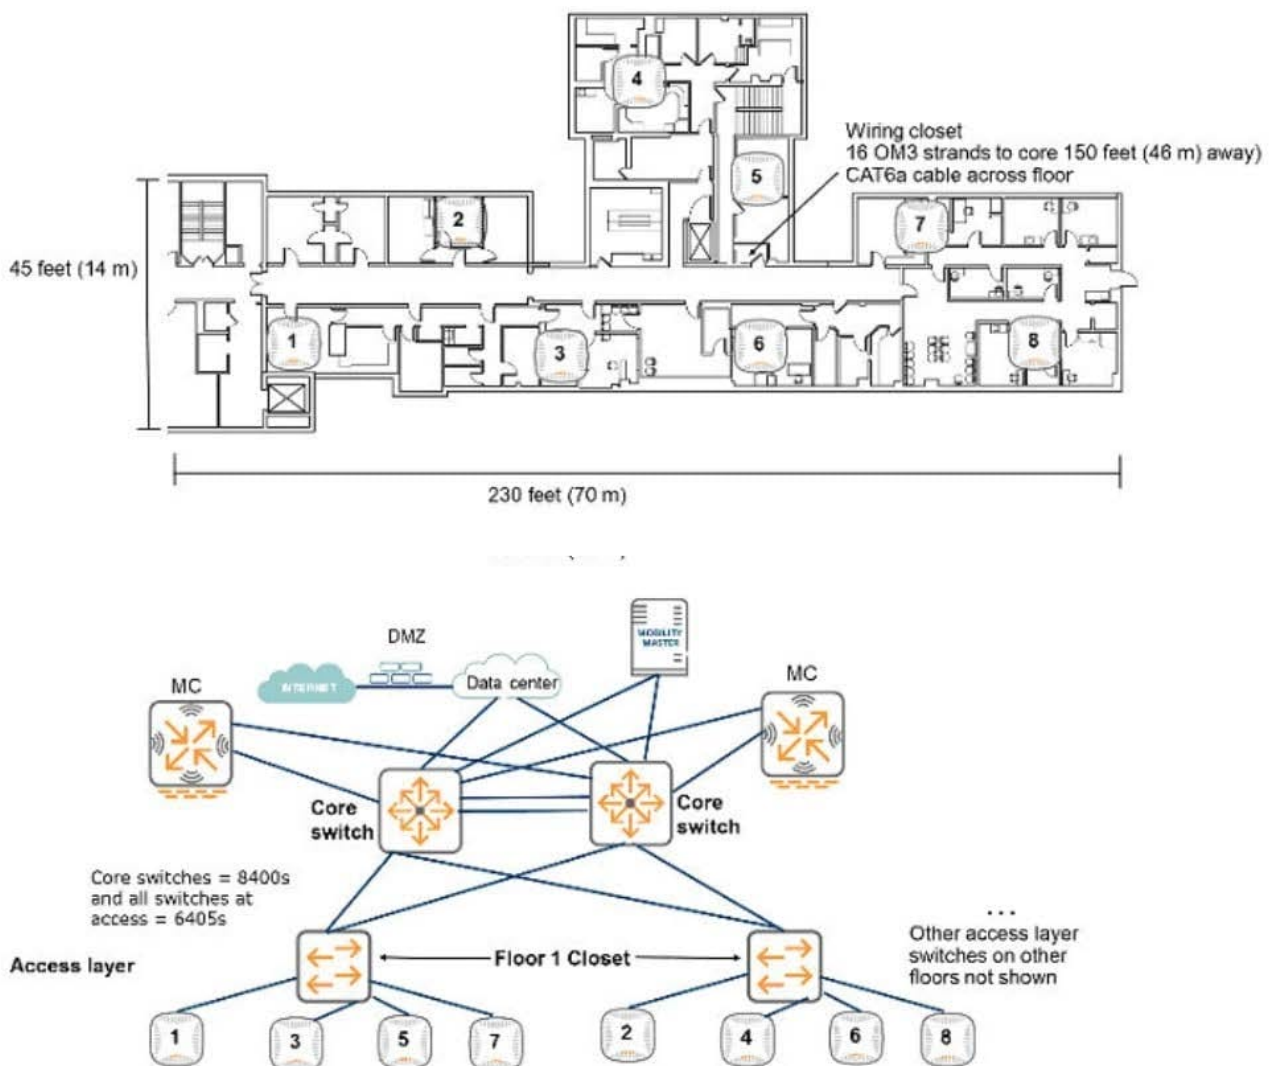 4
Wiring closet
16 OM3 strands to core 150 feet (46 m) away)
CAT6a cable across floor
5
2
7
45 feet (14 m)
1
3
6
8
230 feet (70 m)
DMZ
MOBILITY
MASTER
MC
INTERNET
Data center
MC
Core
switch
Core
switch
Core switches = 8400s
and all switches at
access = 6405s
Access layer
Floor 1 Closet
...
Other access layer
switches on other
floors not shown
1
3
5
7
2
4
6
8